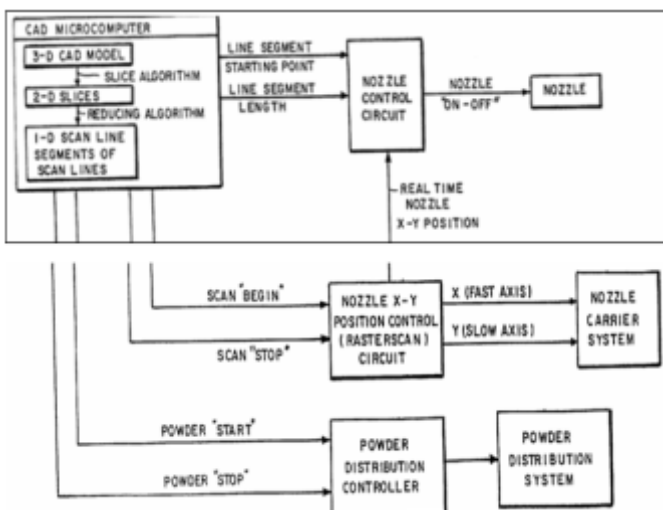 CAD MICROCOMPUTER
3-D CAD MODEL
SLICE ALGORITHM
2-D SLICES
REDUCING ALGORITHM
1-D SCAN LINE
SEGMENTS OF
SCAN LINES
LINE SEGMENT
STARTING POINT
LINE SEGMENT
LENGTH
NOZZLE
CONTROL
CIRCUIT
NOZZLE
"ON-OFF"
NOZZLE
REAL TIME
NOZZLE
X-Y POSITION
SCAN "BEGIN"
SCAN "STOP"
NOZZLE X-Y
POSITION CONTROL
(RASTERSCAN)
CIRCUIT
X (FAST AXIS)
Y (SLOW AXIS)
NOZZLE
CARRIER
SYSTEM
POWDER "START"
POWDER "STOP"
POWDER
DISTRIBUTION
CONTROLLER
POWDER
DISTRIBUTION
SYSTEM